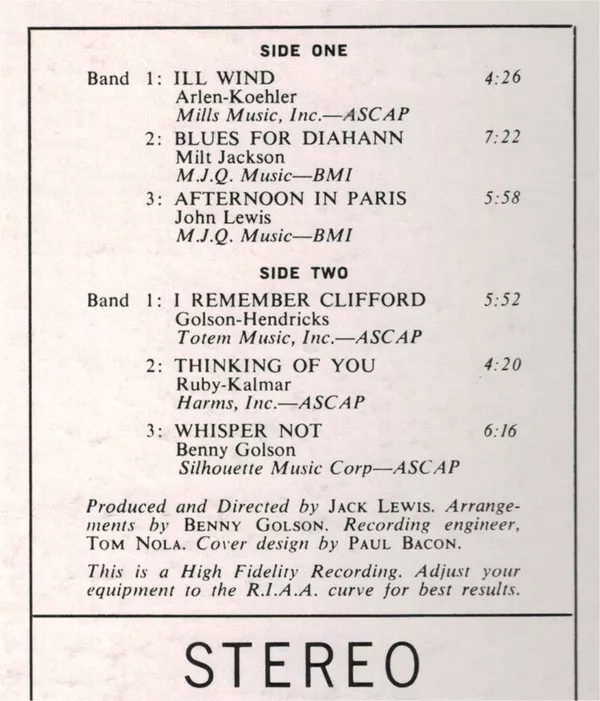 SIDE ONE
Band 1: ILL WIND 4:26
Arlen-Koehler
Mills Music, Inc.—ASCAP
2: BLUES FOR DIAHANN 7:22
Milt Jackson
M.J.Q. Music—BMI
3: AFTERNOON IN PARIS 5:58
John Lewis
M.J.Q. Music—BMI
SIDE TWO
Band 1: I REMEMBER CLIFFORD 5:52
Golson-Hendricks
Totem Music, Inc.—ASCAP
2: THINKING OF YOU 4:20
Ruby-Kalmar
Harms, Inc.—ASCAP
3: WHISPER NOT 6:16
Benny Golson
Silhouette Music Corp—ASCAP
Produced and Directed by JACK LEWIS. Arrange-
ments by BENNY GOLSON. Recording engineer,
TOM NOLA. Cover design by PAUL BACON.
This is a High Fidelity Recording. Adjust your
equipment to the R.I.A.A. curve for best results.
STEREO